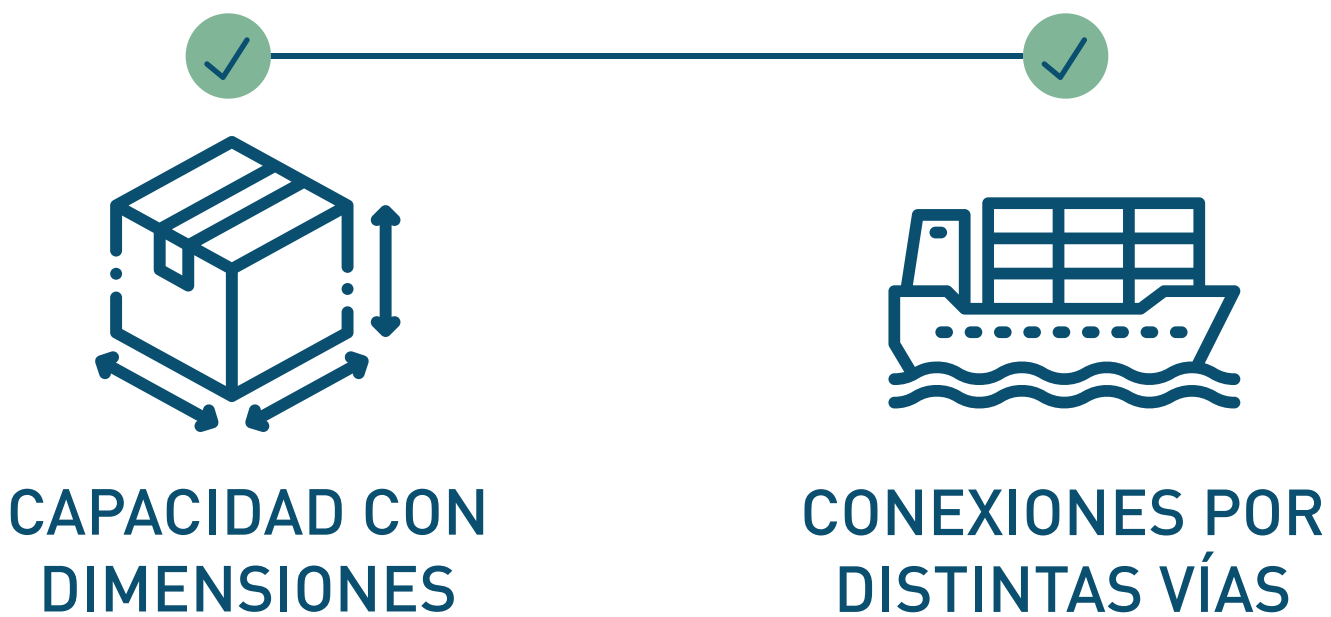 CAPACIDAD CON
DIMENSIONES
CONEXIONES POR
DISTINTAS VÍAS